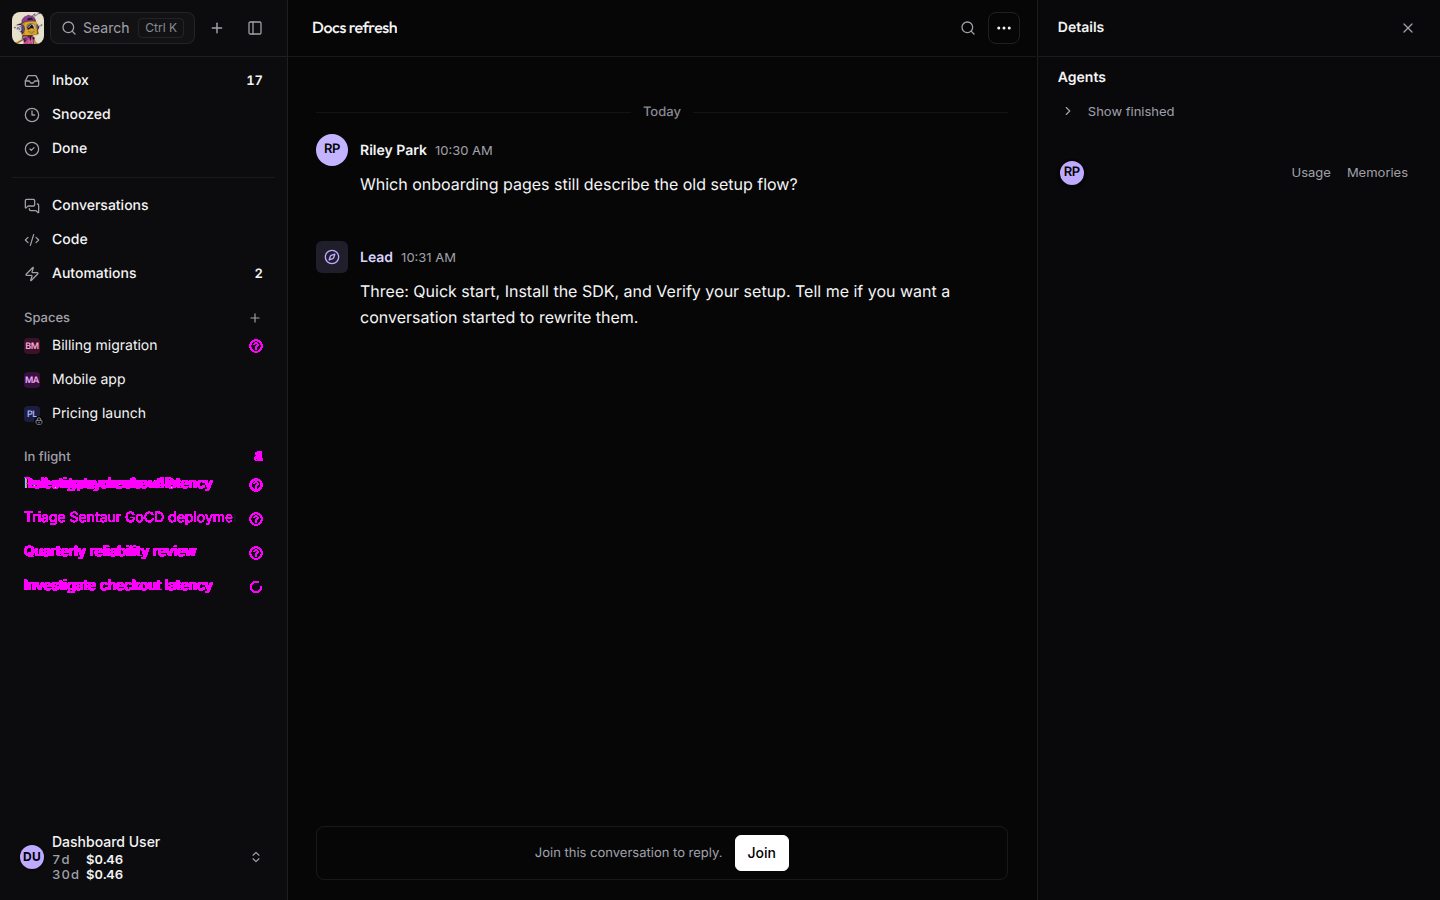 Search Ctrl K
Inbox 17
Snoozed
Done
Conversations
Code
Automations 2
Spaces
BM Billing migration
MA Mobile app
PL Pricing launch
In flight
latency
Triage Sentaur GoCD deployme
Quarterly reliability review
Investigate checkout latency
DU Dashboard User
7d $0.46
30d $0.46
Docs refresh
Today
RP Riley Park 10:30 AM
Which onboarding pages still describe the old setup flow?
Lead 10:31 AM
Three: Quick start, Install the SDK, and Verify your setup. Tell me if you want a
conversation started to rewrite them.
Join this conversation to reply. Join
Details
Agents
Show finished
RP Usage Memories